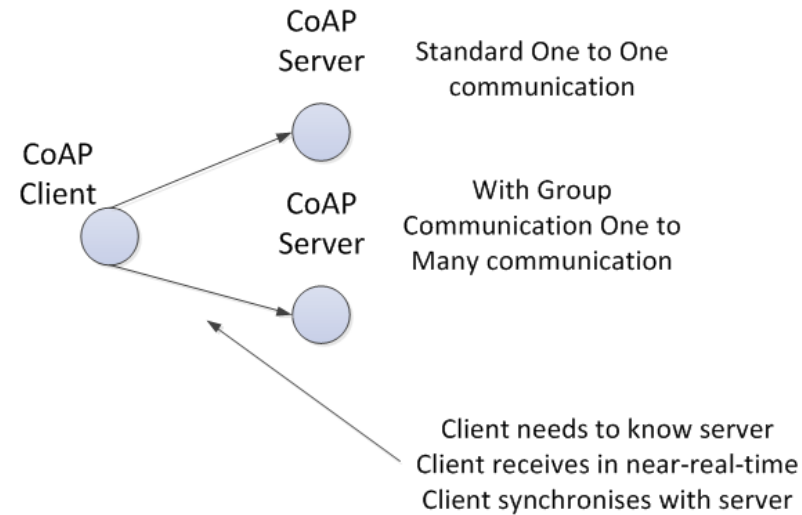 CoAP
Server
Standard One to One
communication
CoAP
Client
CoAP
Server
With Group
Communication One to
Many communication
Client needs to know server
Client receives in near-real-time
Client synchronises with server